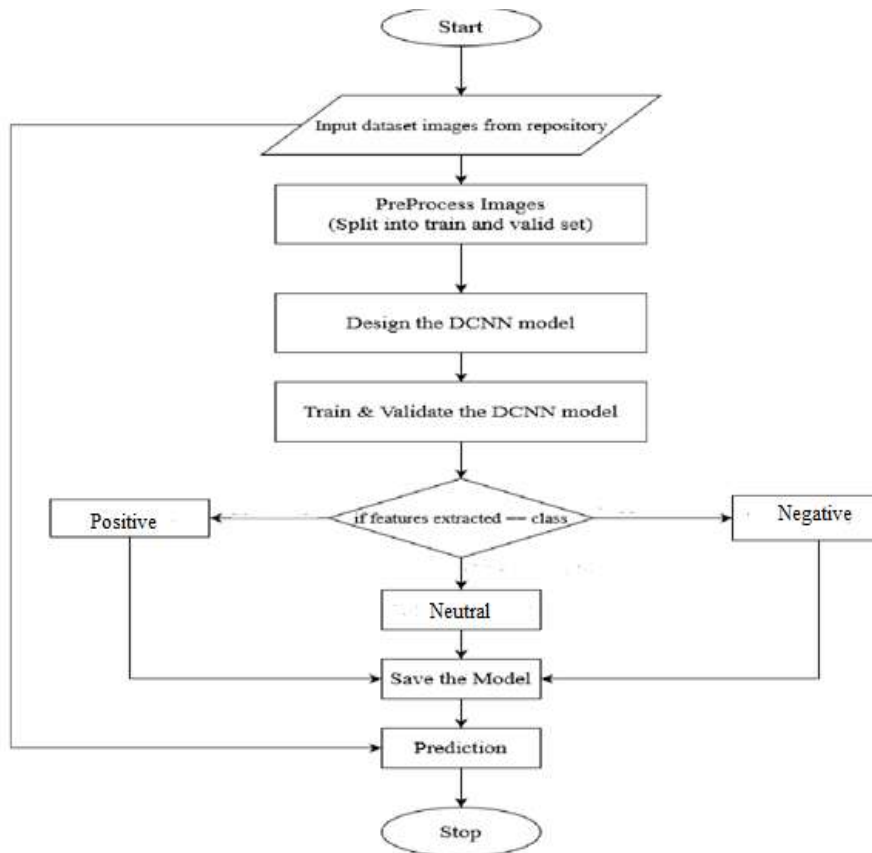 Start
Input dataset images from repository
PreProcess Images
(Split into train and valid set)
Design the DCNN model
Train & Validate the DCNN model
if features extracted == class
Positive
Negative
Neutral
Save the Model
Prediction
Stop